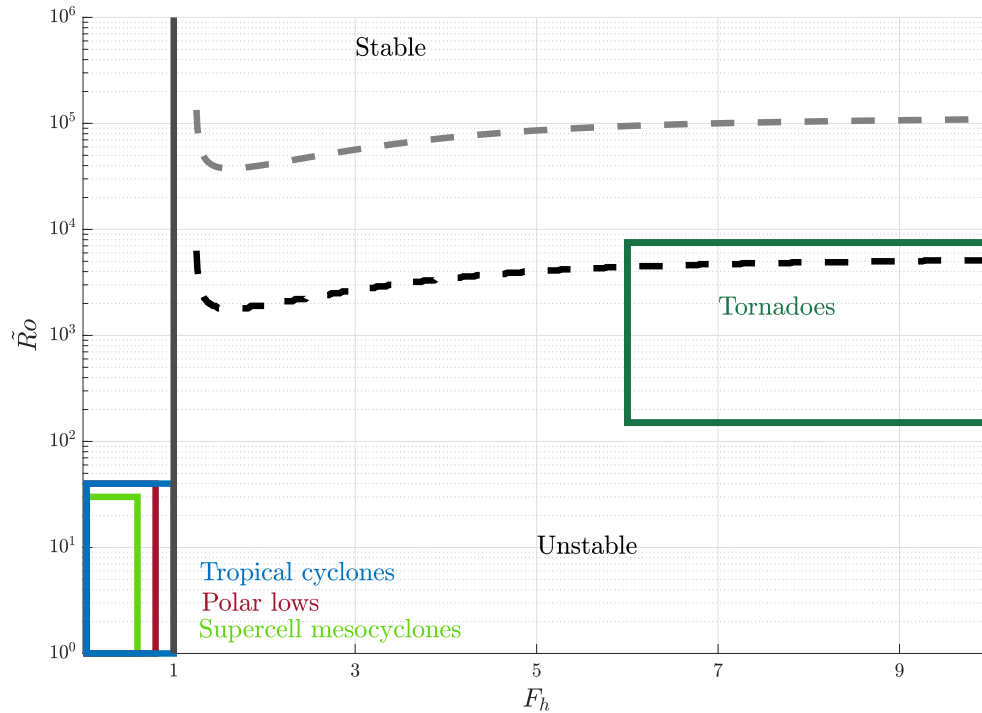 10^6
Stable
10^5
10^4
Tornadoes
10^3
R̃o
10^2
Unstable
10^1
Tropical cyclones
Polar lows
Supercell mesocyclones
10^0
1 3 5 7 9
F_h